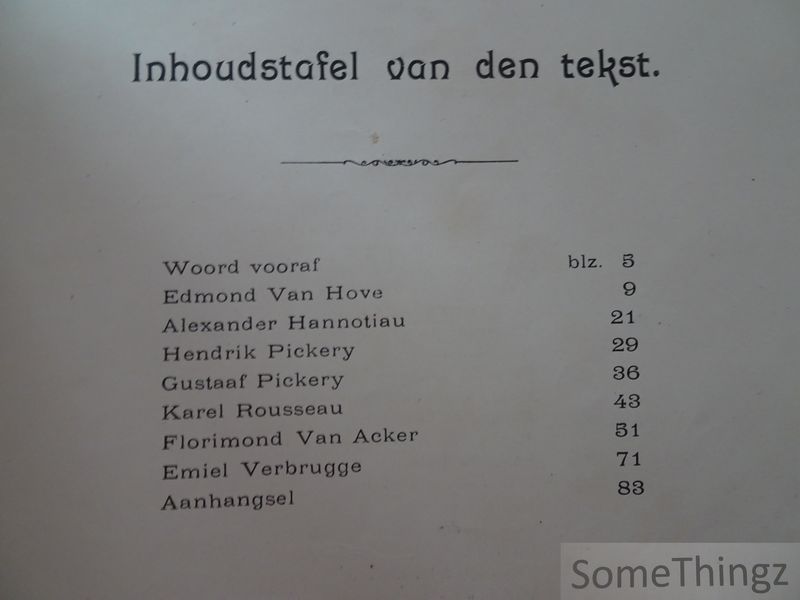 Inhoudstafel van den tekst.
Woord vooraf blz. 5
Edmond Van Hove 9
Alexander Hannotiau 21
Hendrik Pickery 29
Gustaaf Pickery 36
Karel Rousseau 43
Florimond Van Acker 51
Emiel Verbrugge 71
Aanhangsel 83
SomeThingz